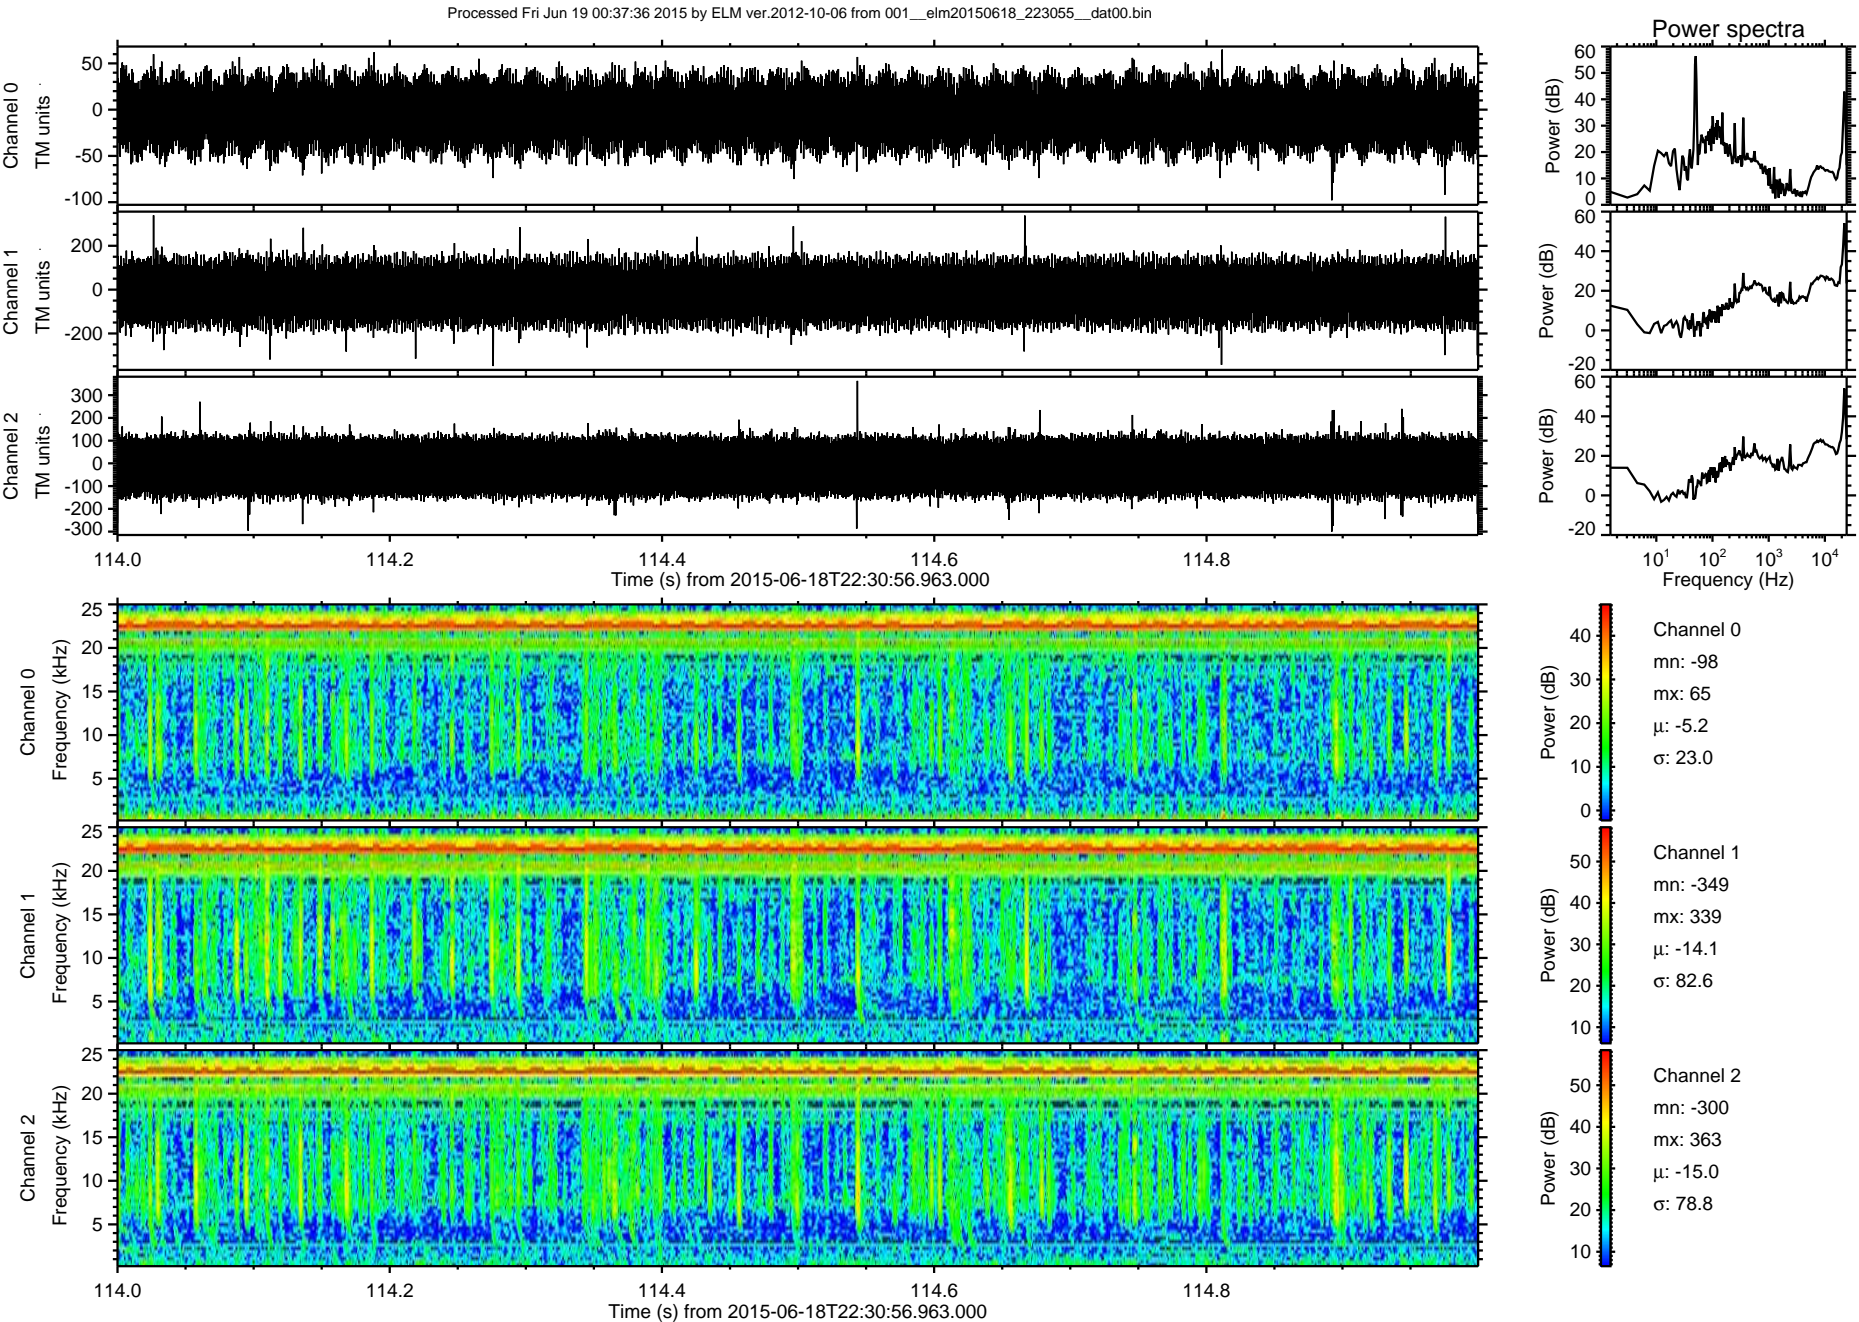 Processed Fri Jun 19 00:37:36 2015 by ELM ver.2012-10-06 from 001__elm20150618_223055__dat00.bin
Power spectra
Channel 0
TM units
50
0
-50
-100
Power (dB)
60
50
40
30
20
10
0
Channel 1
TM units
200
0
-200
Power (dB)
60
40
20
0
-20
Channel 2
TM units
300
200
100
0
-100
-200
-300
Power (dB)
60
40
20
0
-20
114.0 114.2 114.4 114.6 114.8
Time (s) from 2015-06-18T22:30:56.963.000
10¹ 10² 10³ 10⁴
Frequency (Hz)
Channel 0
Frequency (kHz)
25
20
15
10
5
Power (dB)
40
30
20
10
0
Channel 0
mn: -98
mx: 65
µ: -5.2
σ: 23.0
Channel 1
Frequency (kHz)
25
20
15
10
5
Power (dB)
50
40
30
20
10
Channel 1
mn: -349
mx: 339
µ: -14.1
σ: 82.6
Channel 2
Frequency (kHz)
25
20
15
10
5
Power (dB)
50
40
30
20
10
Channel 2
mn: -300
mx: 363
µ: -15.0
σ: 78.8
114.0 114.2 114.4 114.6 114.8
Time (s) from 2015-06-18T22:30:56.963.000